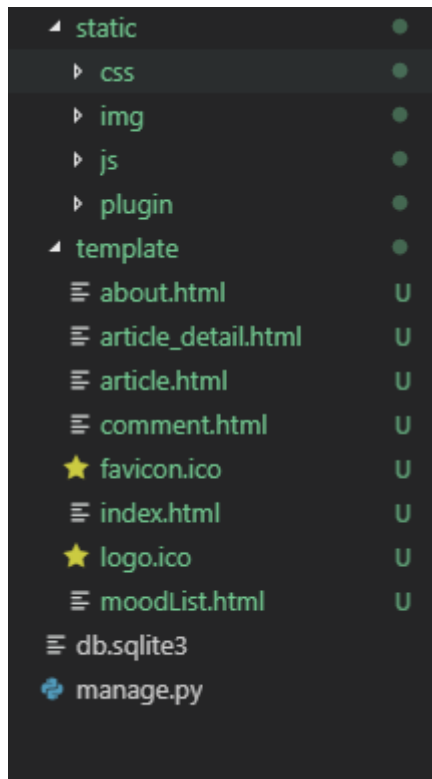 static
css
img
js
plugin
template
about.html U
article_detail.html U
article.html U
comment.html U
favicon.ico U
index.html U
logo.ico U
moodList.html U
db.sqlite3
manage.py